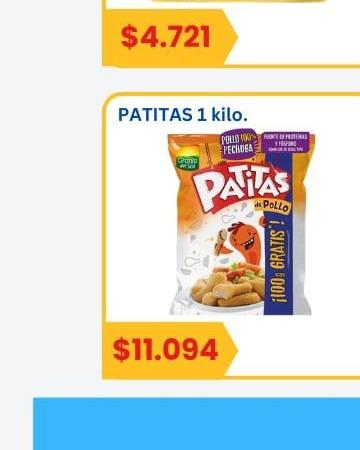 $4.721
PATITAS 1 kilo.
POLLO 100%
PECHUGA
FUENTE DE PROTEÍNAS
Y FÓSFORO
Granja
del Sol
PATITAS
de POLLO
¡100g GRATIS*!
$11.094